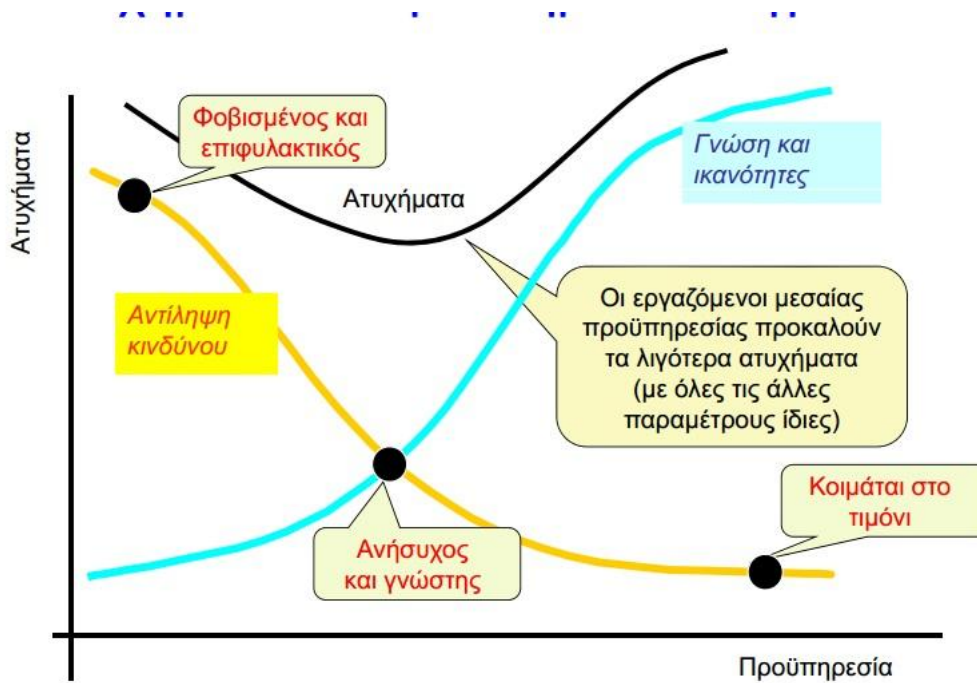 Ατυχήματα
Φοβισμένος και
επιφυλακτικός
Ατυχήματα
Γνώση και
ικανότητες
Αντίληψη
κινδύνου
Οι εργαζόμενοι μεσαίας
προϋπηρεσίας προκαλούν
τα λιγότερα ατυχήματα
(με όλες τις άλλες
παραμέτρους ίδιες)
Κοιμάται στο
τιμόνι
Ανήσυχος
και γνώστης
Προϋπηρεσία